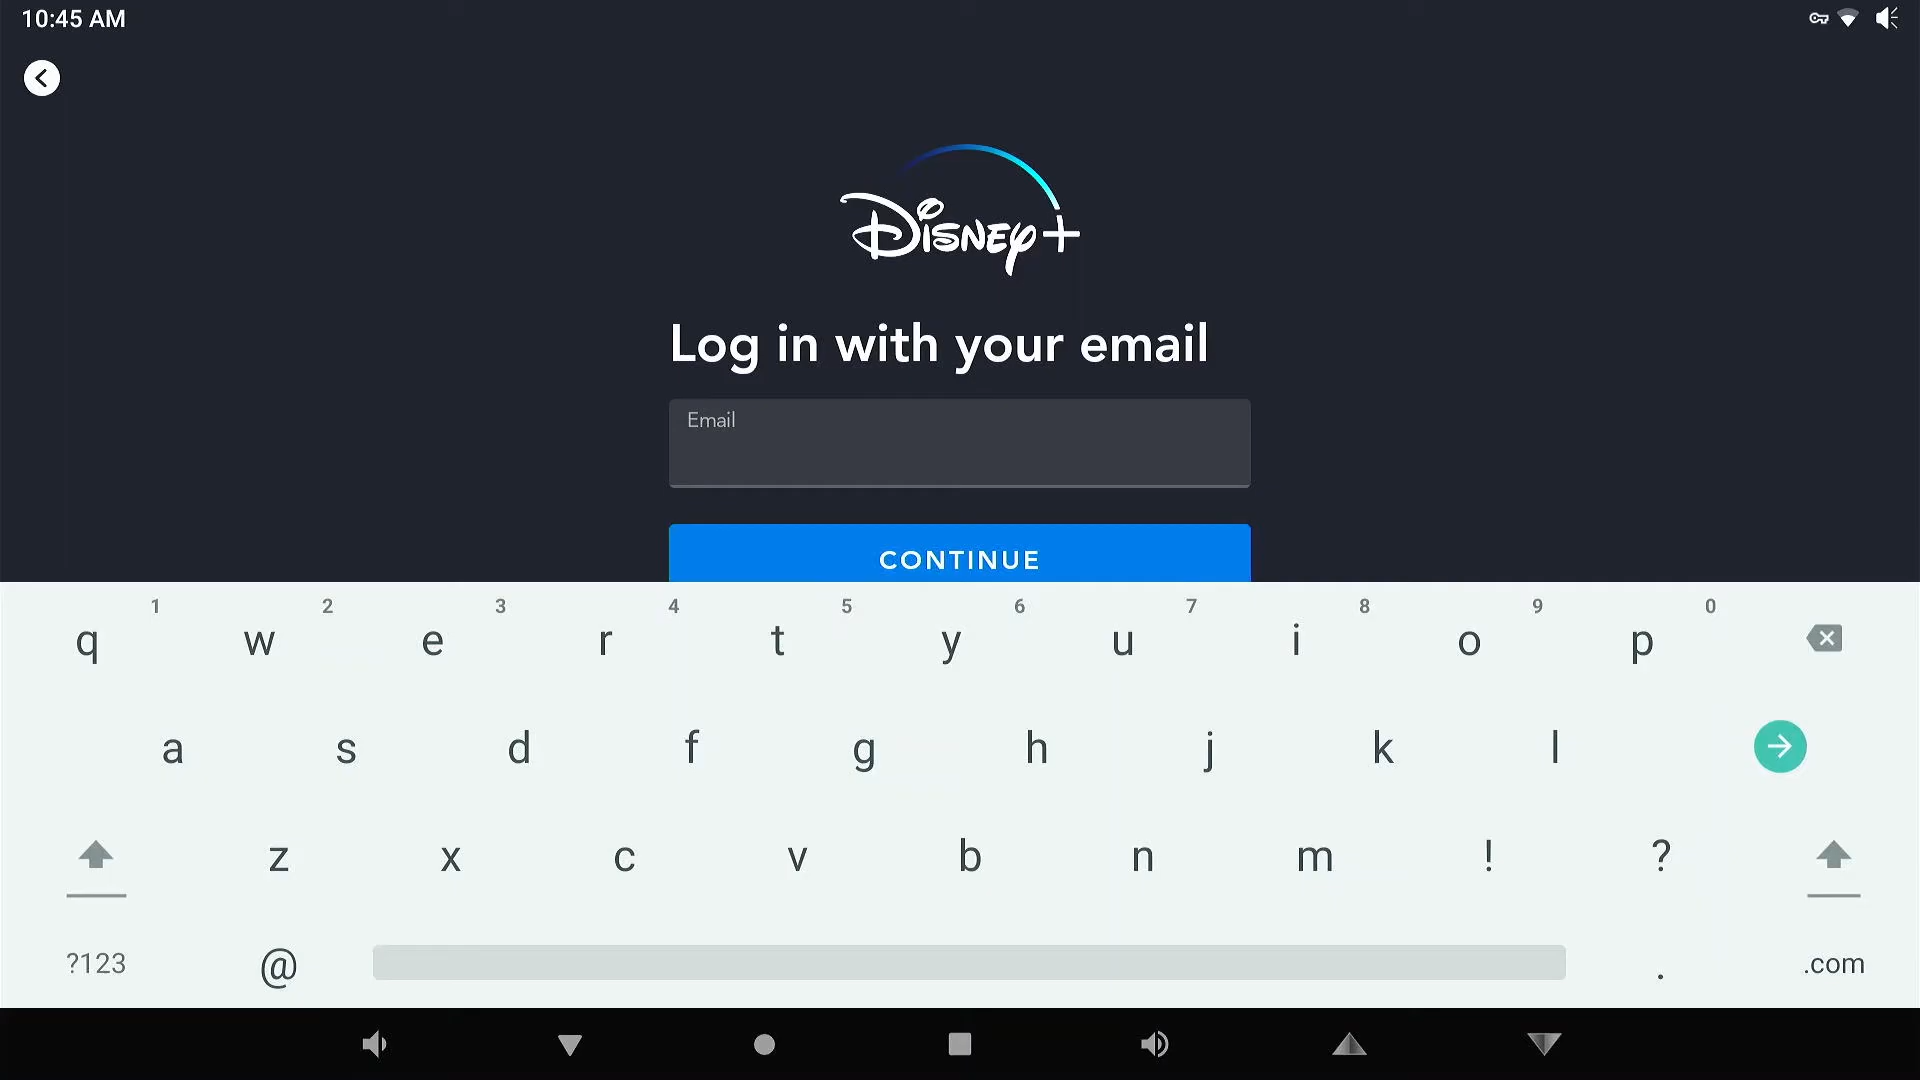 10:45 AM
Disney+
Log in with your email
Email
CONTINUE
1 2 3 4 5 6 7 8 9 0
q w e r t y u i o p
a s d f g h j k l
z x c v b n m ! ?
?123 @ . .com